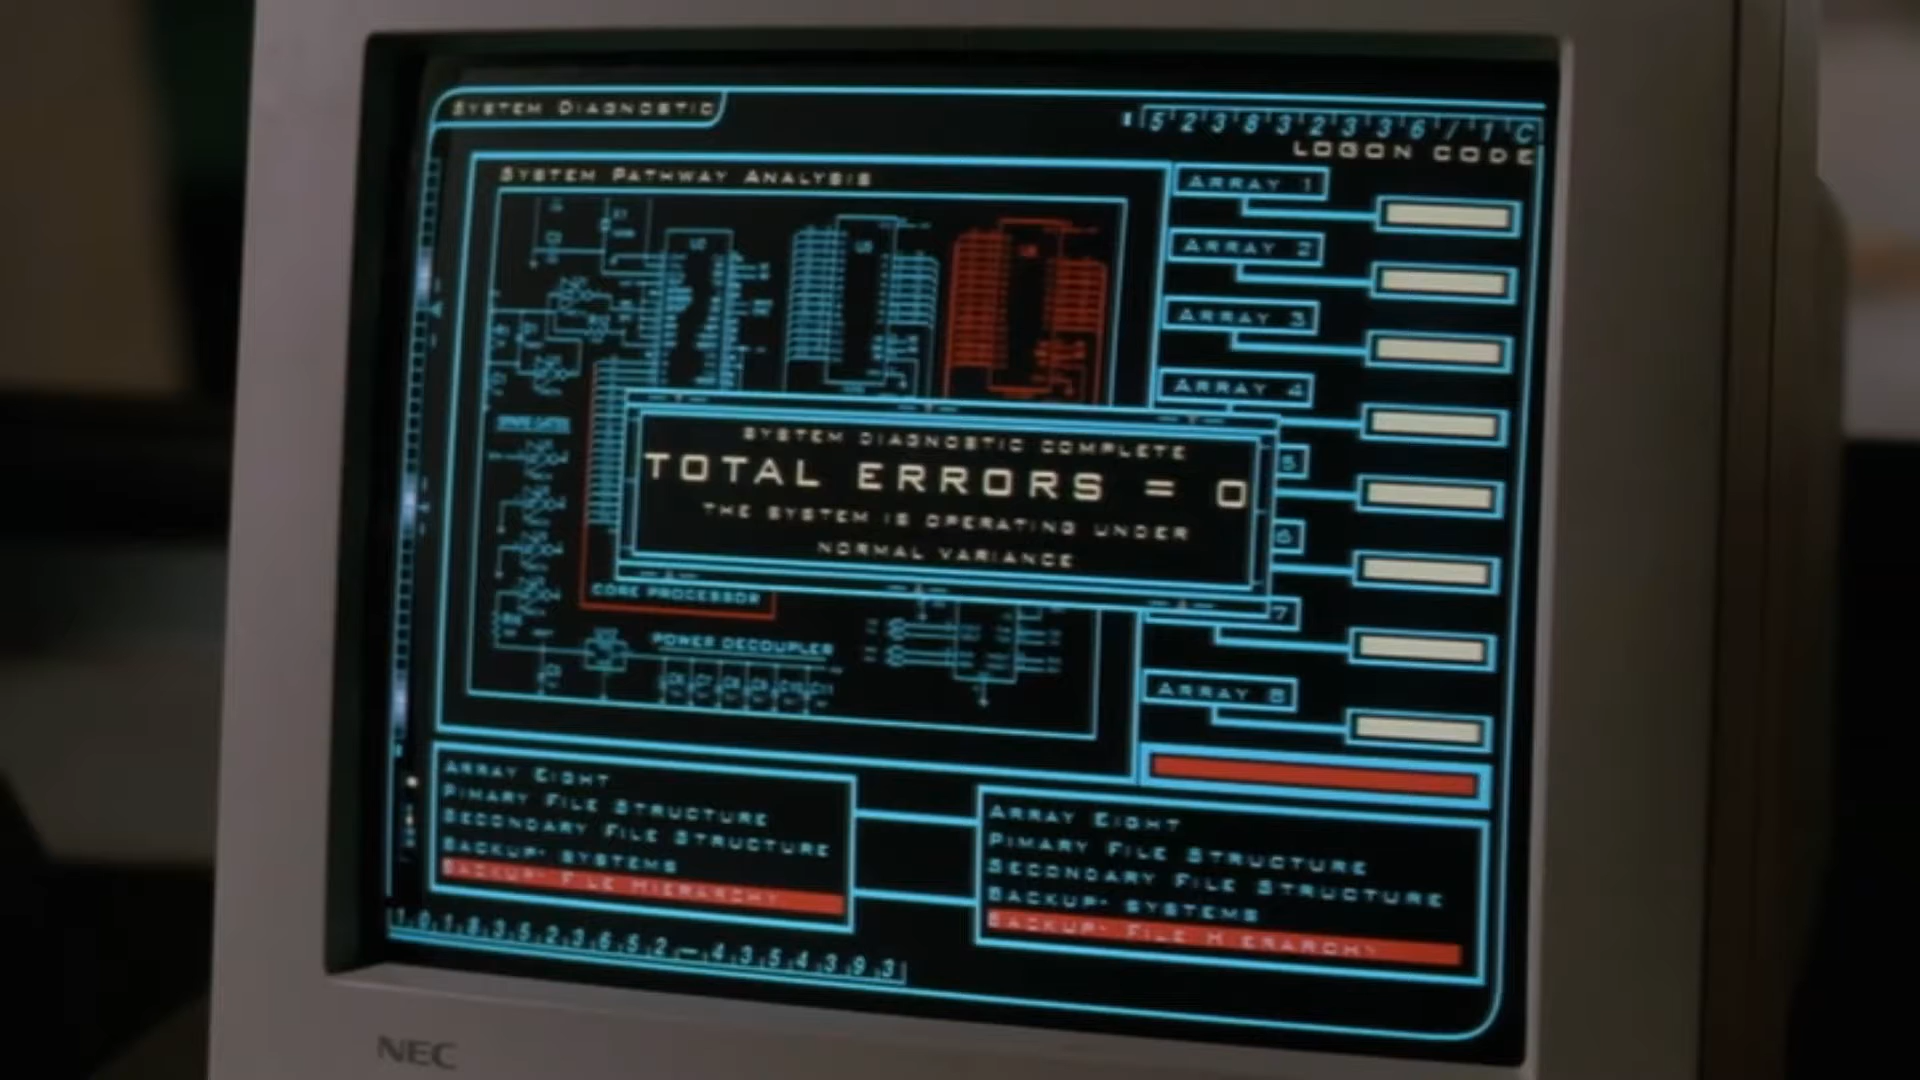 SYSTEM DIAGNOSTIC
5 2 3 8 3 2 3 3 6 / 1 C
LOGON CODE
SYSTEM PATHWAY ANALYSIS
ARRAY 1
ARRAY 2
ARRAY 3
ARRAY 4
5
6
7
ARRAY 8
U2
SYSTEM DIAGNOSTIC COMPLETE
TOTAL ERRORS = 0
THE SYSTEM IS OPERATING UNDER
NORMAL VARIANCE
CORE PROCESSOR
POWER DECOUPLER
ARRAY EIGHT
PIMARY FILE STRUCTURE
SECONDARY FILE STRUCTURE
BACKUP SYSTEMS
BACKUP FILE HIERARCHY
ARRAY EIGHT
PIMARY FILE STRUCTURE
SECONDARY FILE STRUCTURE
BACKUP SYSTEMS
BACKUP FILE HIERARCHY
1 0 1 8 3 5 2 3 6 5 2 - 4 3 5 4 3 9 3
NEC